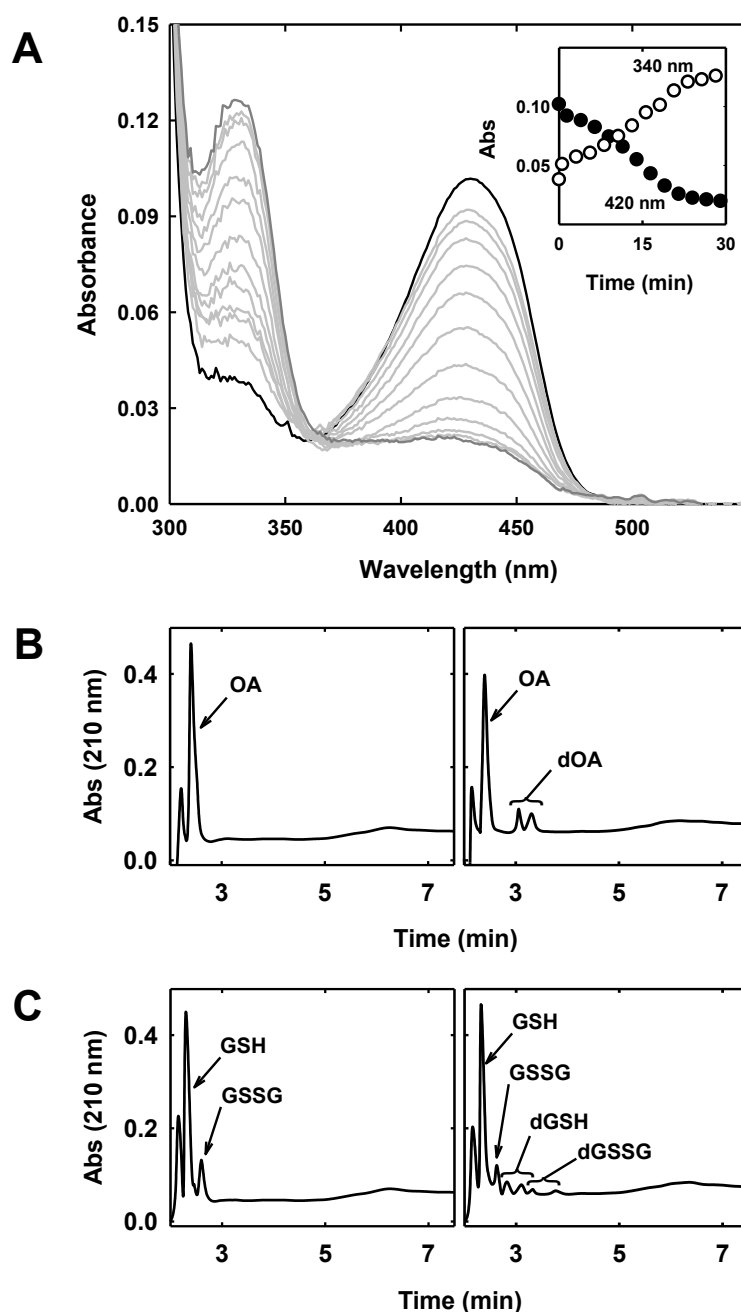 A
0.15
0.12
0.09
0.06
0.03
0.00
Absorbance
300 350 400 450 500
Wavelength (nm)
340 nm
0.10
0.05
Abs
420 nm
0 15 30
Time (min)
B
Abs (210 nm)
0.4
0.2
0.0
OA
OA
dOA
3 5 7 3 5 7
Time (min)
C
Abs (210 nm)
0.4
0.2
0.0
GSH
GSSG
GSH
GSSG
dGSH
dGSSG
3 5 7 3 5 7
Time (min)